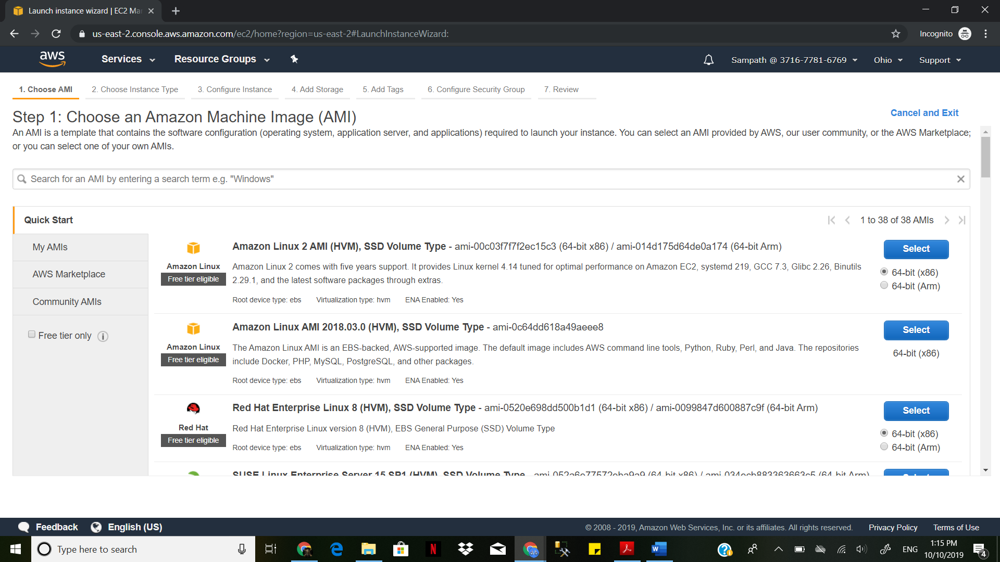 Launch instance wizard | EC2 Mar
us-east-2.console.aws.amazon.com/ec2/home?region=us-east-2#LaunchInstanceWizard:
Incognito
aws
Services
Resource Groups
Sampath @ 3716-7781-6769
Ohio
Support
1. Choose AMI
2. Choose Instance Type
3. Configure Instance
4. Add Storage
5. Add Tags
6. Configure Security Group
7. Review
Step 1: Choose an Amazon Machine Image (AMI)
Cancel and Exit
An AMI is a template that contains the software configuration (operating system, application server, and applications) required to launch your instance. You can select an AMI provided by AWS, our user community, or the AWS Marketplace;
or you can select one of your own AMIs.
Search for an AMI by entering a search term e.g. "Windows"
Quick Start
1 to 38 of 38 AMIs
My AMIs
AWS Marketplace
Community AMIs
Free tier only
Amazon Linux
Free tier eligible
Amazon Linux 2 AMI (HVM), SSD Volume Type - ami-00c03f7f7f2ec15c3 (64-bit x86) / ami-014d175d64de0a174 (64-bit Arm)
Amazon Linux 2 comes with five years support. It provides Linux kernel 4.14 tuned for optimal performance on Amazon EC2, systemd 219, GCC 7.3, Glibc 2.26, Binutils
2.29.1, and the latest software packages through extras.
Root device type: ebs
Virtualization type: hvm
ENA Enabled: Yes
Select
64-bit (x86)
64-bit (Arm)
Amazon Linux
Free tier eligible
Amazon Linux AMI 2018.03.0 (HVM), SSD Volume Type - ami-0c64dd618a49aeee8
The Amazon Linux AMI is an EBS-backed, AWS-supported image. The default image includes AWS command line tools, Python, Ruby, Perl, and Java. The repositories
include Docker, PHP, MySQL, PostgreSQL, and other packages.
Root device type: ebs
Virtualization type: hvm
ENA Enabled: Yes
Select
64-bit (x86)
Red Hat
Free tier eligible
Red Hat Enterprise Linux 8 (HVM), SSD Volume Type - ami-0520e698dd500b1d1 (64-bit x86) / ami-0099847d600887c9f (64-bit Arm)
Red Hat Enterprise Linux version 8 (HVM), EBS General Purpose (SSD) Volume Type
Root device type: ebs
Virtualization type: hvm
ENA Enabled: Yes
Select
64-bit (x86)
64-bit (Arm)
SUSE Linux Enterprise Server 15 SP1 (HVM), SSD Volume Type - (64-bit x86) / (64-bit Arm)
Feedback
English (US)
© 2008 - 2019, Amazon Web Services, Inc. or its affiliates. All rights reserved.
Privacy Policy
Terms of Use
Type here to search
ENG
1:15 PM
10/10/2019
4